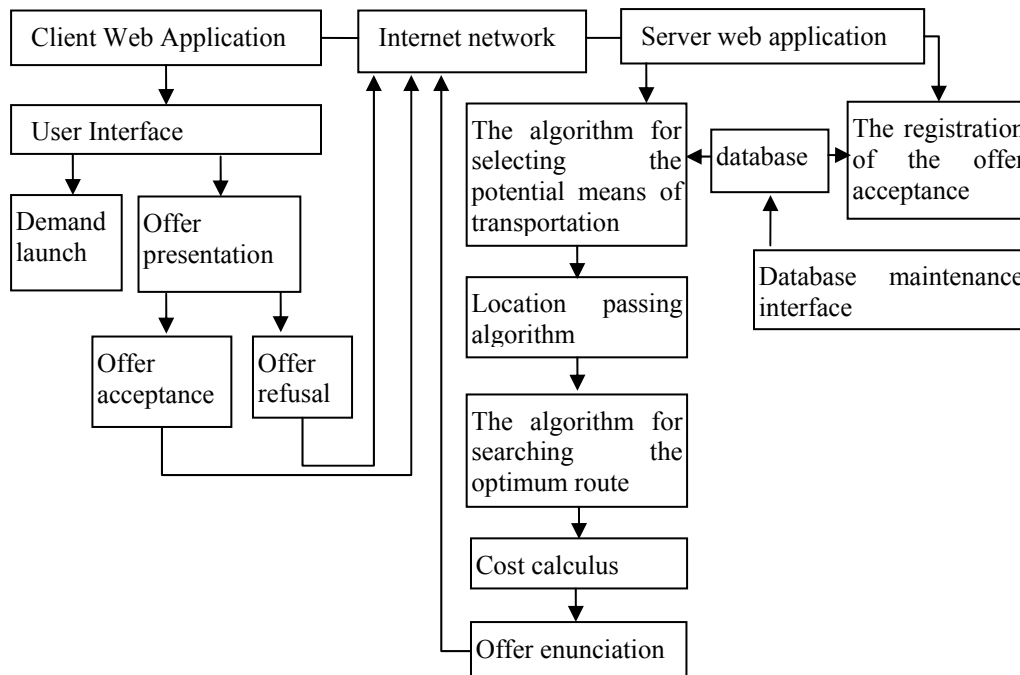 Client Web Application
Internet network
Server web application
User Interface
The algorithm for
selecting the
potential means of
transportation
database
The registration
of the offer
acceptance
Demand
launch
Offer
presentation
Location passing
algorithm
Database maintenance
interface
Offer
acceptance
Offer
refusal
The algorithm for
searching the
optimum route
Cost calculus
Offer enunciation